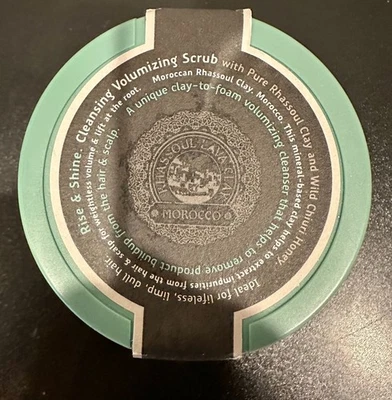 Rise & Shine. Cleansing Volumizing Scrub with Pure Rhassoul Clay and Wild Churi Honey.
Ideal for lifeless, limp, dull hair.
Moroccan Rhassoul Clay, Morocco. This mineral-based clay helps to extract impurities from the hair & scalp for weightless volume & lift at the root.
A unique clay-to-foam volumizing cleanser that helps to remove product buildup from the hair & scalp.
RHASSOUL LAVA CLAY
MOROCCO